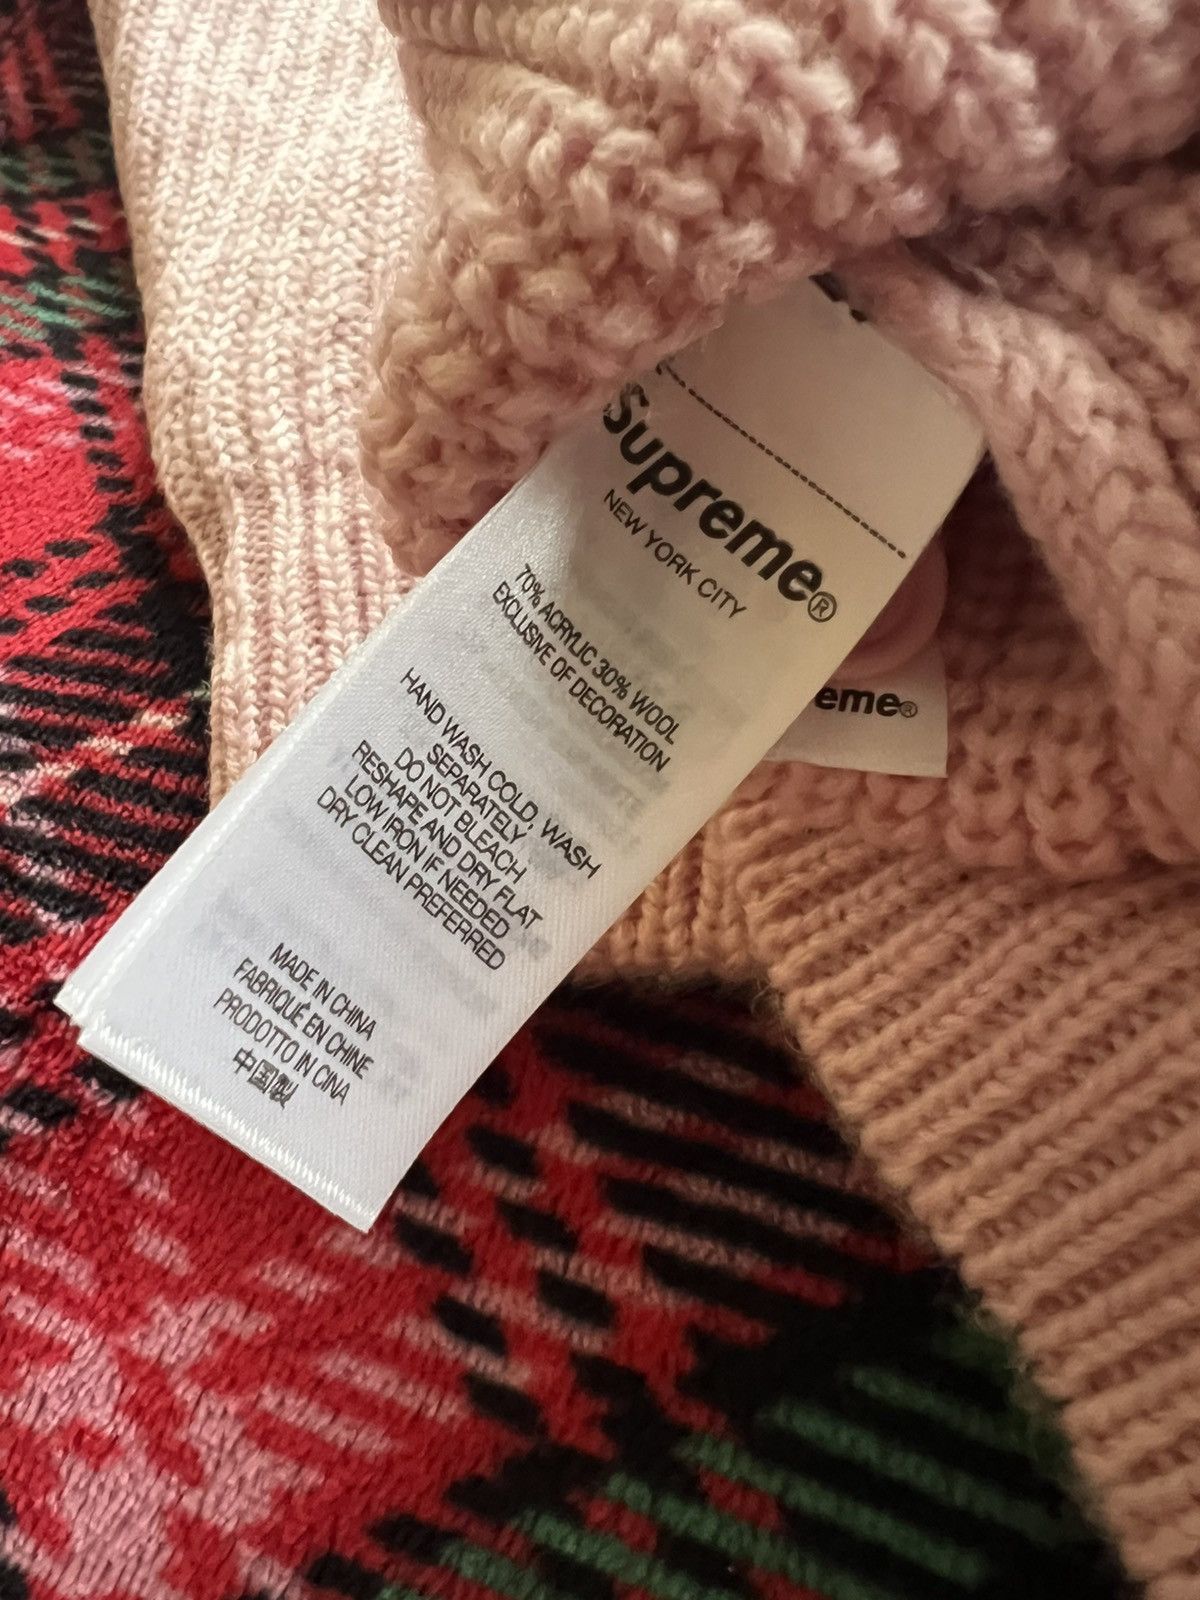 Supreme®
NEW YORK CITY
70% ACRYLIC 30% WOOL
EXCLUSIVE OF DECORATION
HAND WASH COLD, WASH
SEPARATELY,
DO NOT BLEACH
RESHAPE AND DRY FLAT
LOW IRON IF NEEDED
DRY CLEAN PREFERRED
MADE IN CHINA
FABRIQUÉ EN CHINE
PRODOTTO IN CINA
中国製
eme®